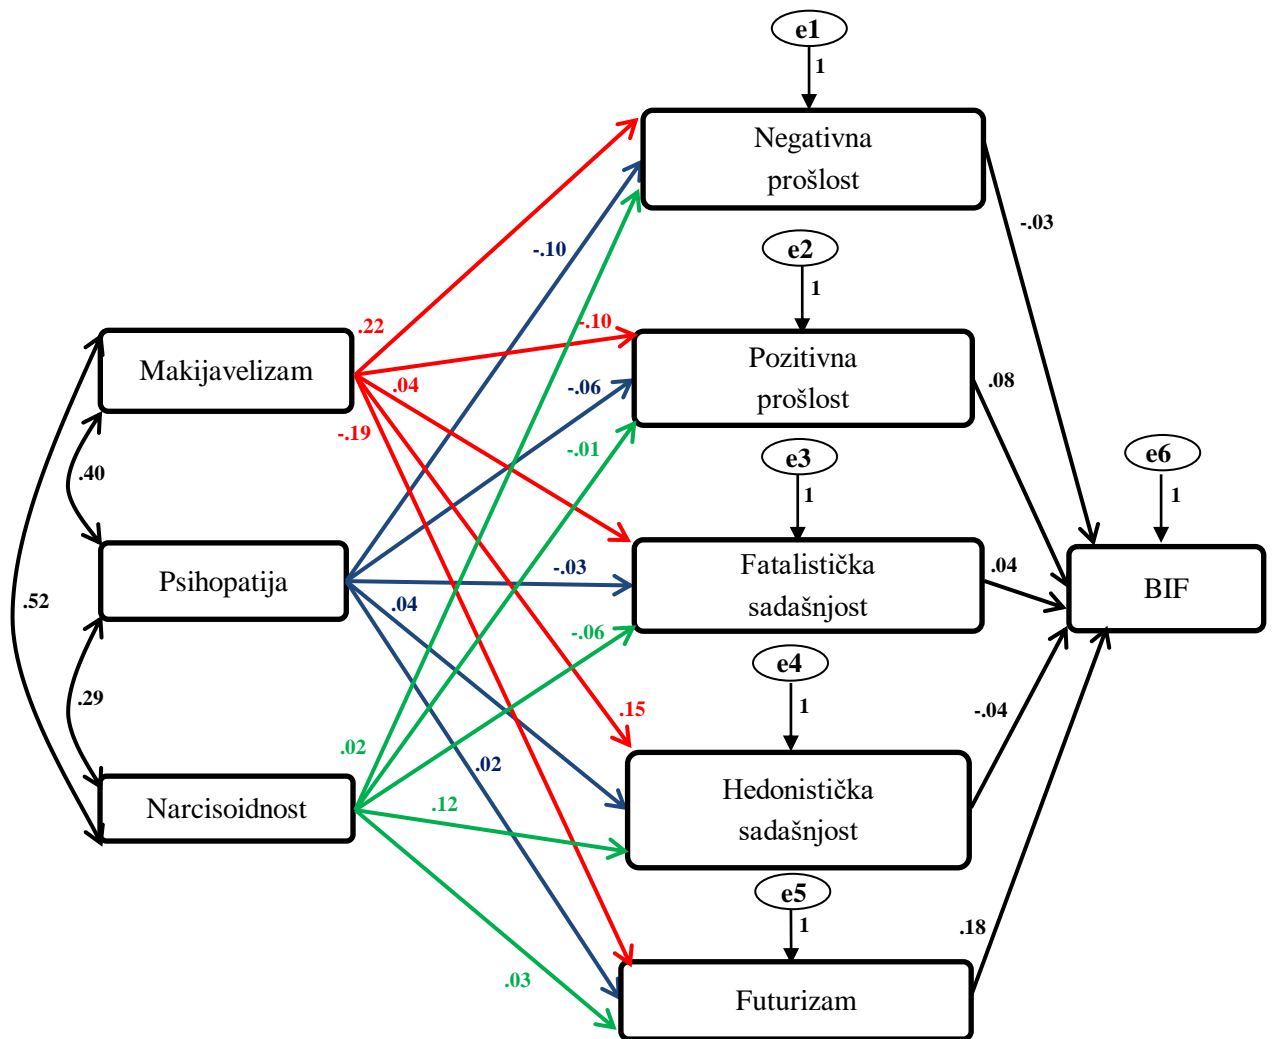 e1
1
Negativna
prošlost
-.03
-.10
e2
1
.22
-.10
Makijavelizam
Pozitivna
prošlost
.04
-.06
.08
-.19
-.01
e3
e6
.40
1
1
Psihopatija
-.03
Fatalistička
sadašnjost
.04
BIF
.52
.04
-.06
e4
.29
.15
1
-.04
.02
.02
Narcisoidnost
.12
Hedonistička
sadašnjost
e5
1
.18
.03
Futurizam